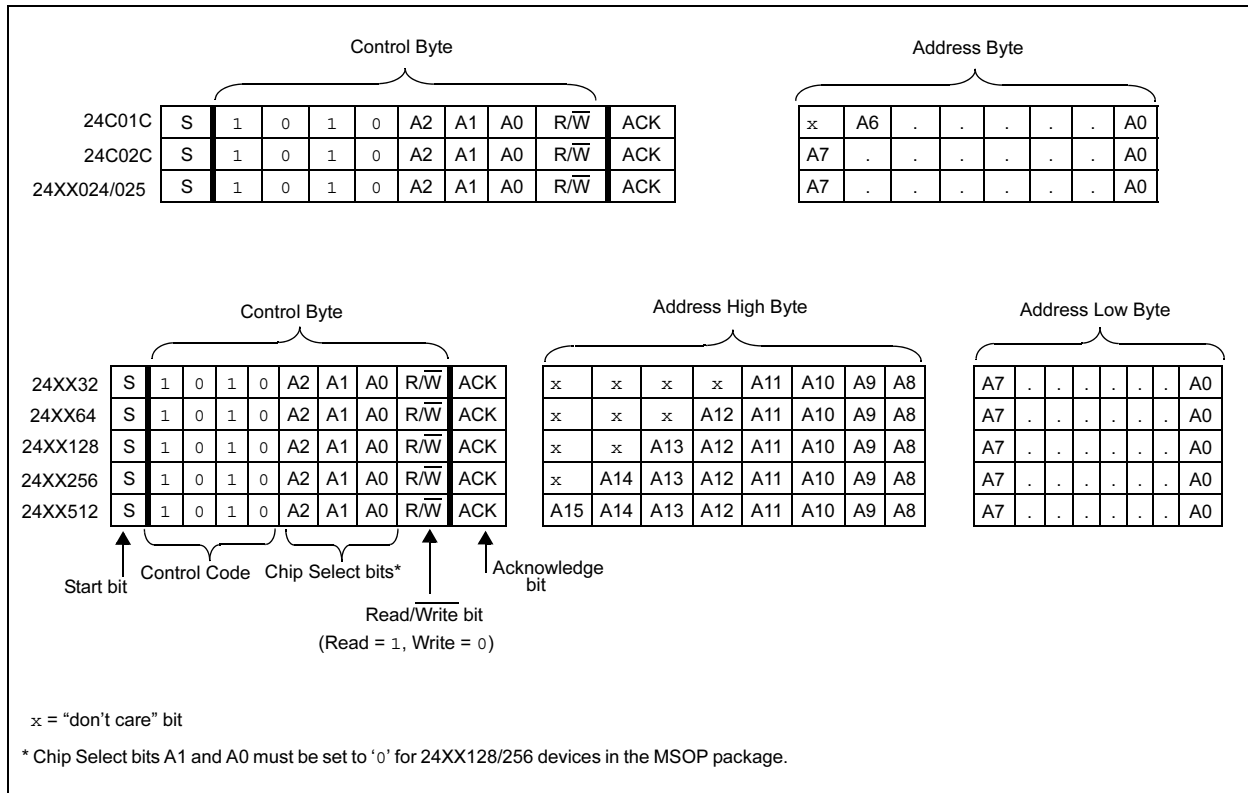 Control Byte Address Byte
24C01C S 1 0 1 0 A2 A1 A0 R/W ACK x A6 . . . . . A0
24C02C S 1 0 1 0 A2 A1 A0 R/W ACK A7 . . . . . . A0
24XX024/025 S 1 0 1 0 A2 A1 A0 R/W ACK A7 . . . . . . A0
Control Byte Address High Byte Address Low Byte
24XX32 S 1 0 1 0 A2 A1 A0 R/W ACK x x x x A11 A10 A9 A8 A7 . . . . . . A0
24XX64 S 1 0 1 0 A2 A1 A0 R/W ACK x x x A12 A11 A10 A9 A8 A7 . . . . . . A0
24XX128 S 1 0 1 0 A2 A1 A0 R/W ACK x x A13 A12 A11 A10 A9 A8 A7 . . . . . . A0
24XX256 S 1 0 1 0 A2 A1 A0 R/W ACK x A14 A13 A12 A11 A10 A9 A8 A7 . . . . . . A0
24XX512 S 1 0 1 0 A2 A1 A0 R/W ACK A15 A14 A13 A12 A11 A10 A9 A8 A7 . . . . . . A0
Start bit Control Code Chip Select bits* Acknowledge
bit
Read/Write bit
(Read = 1, Write = 0)
x = “don’t care” bit
* Chip Select bits A1 and A0 must be set to ‘0’ for 24XX128/256 devices in the MSOP package.